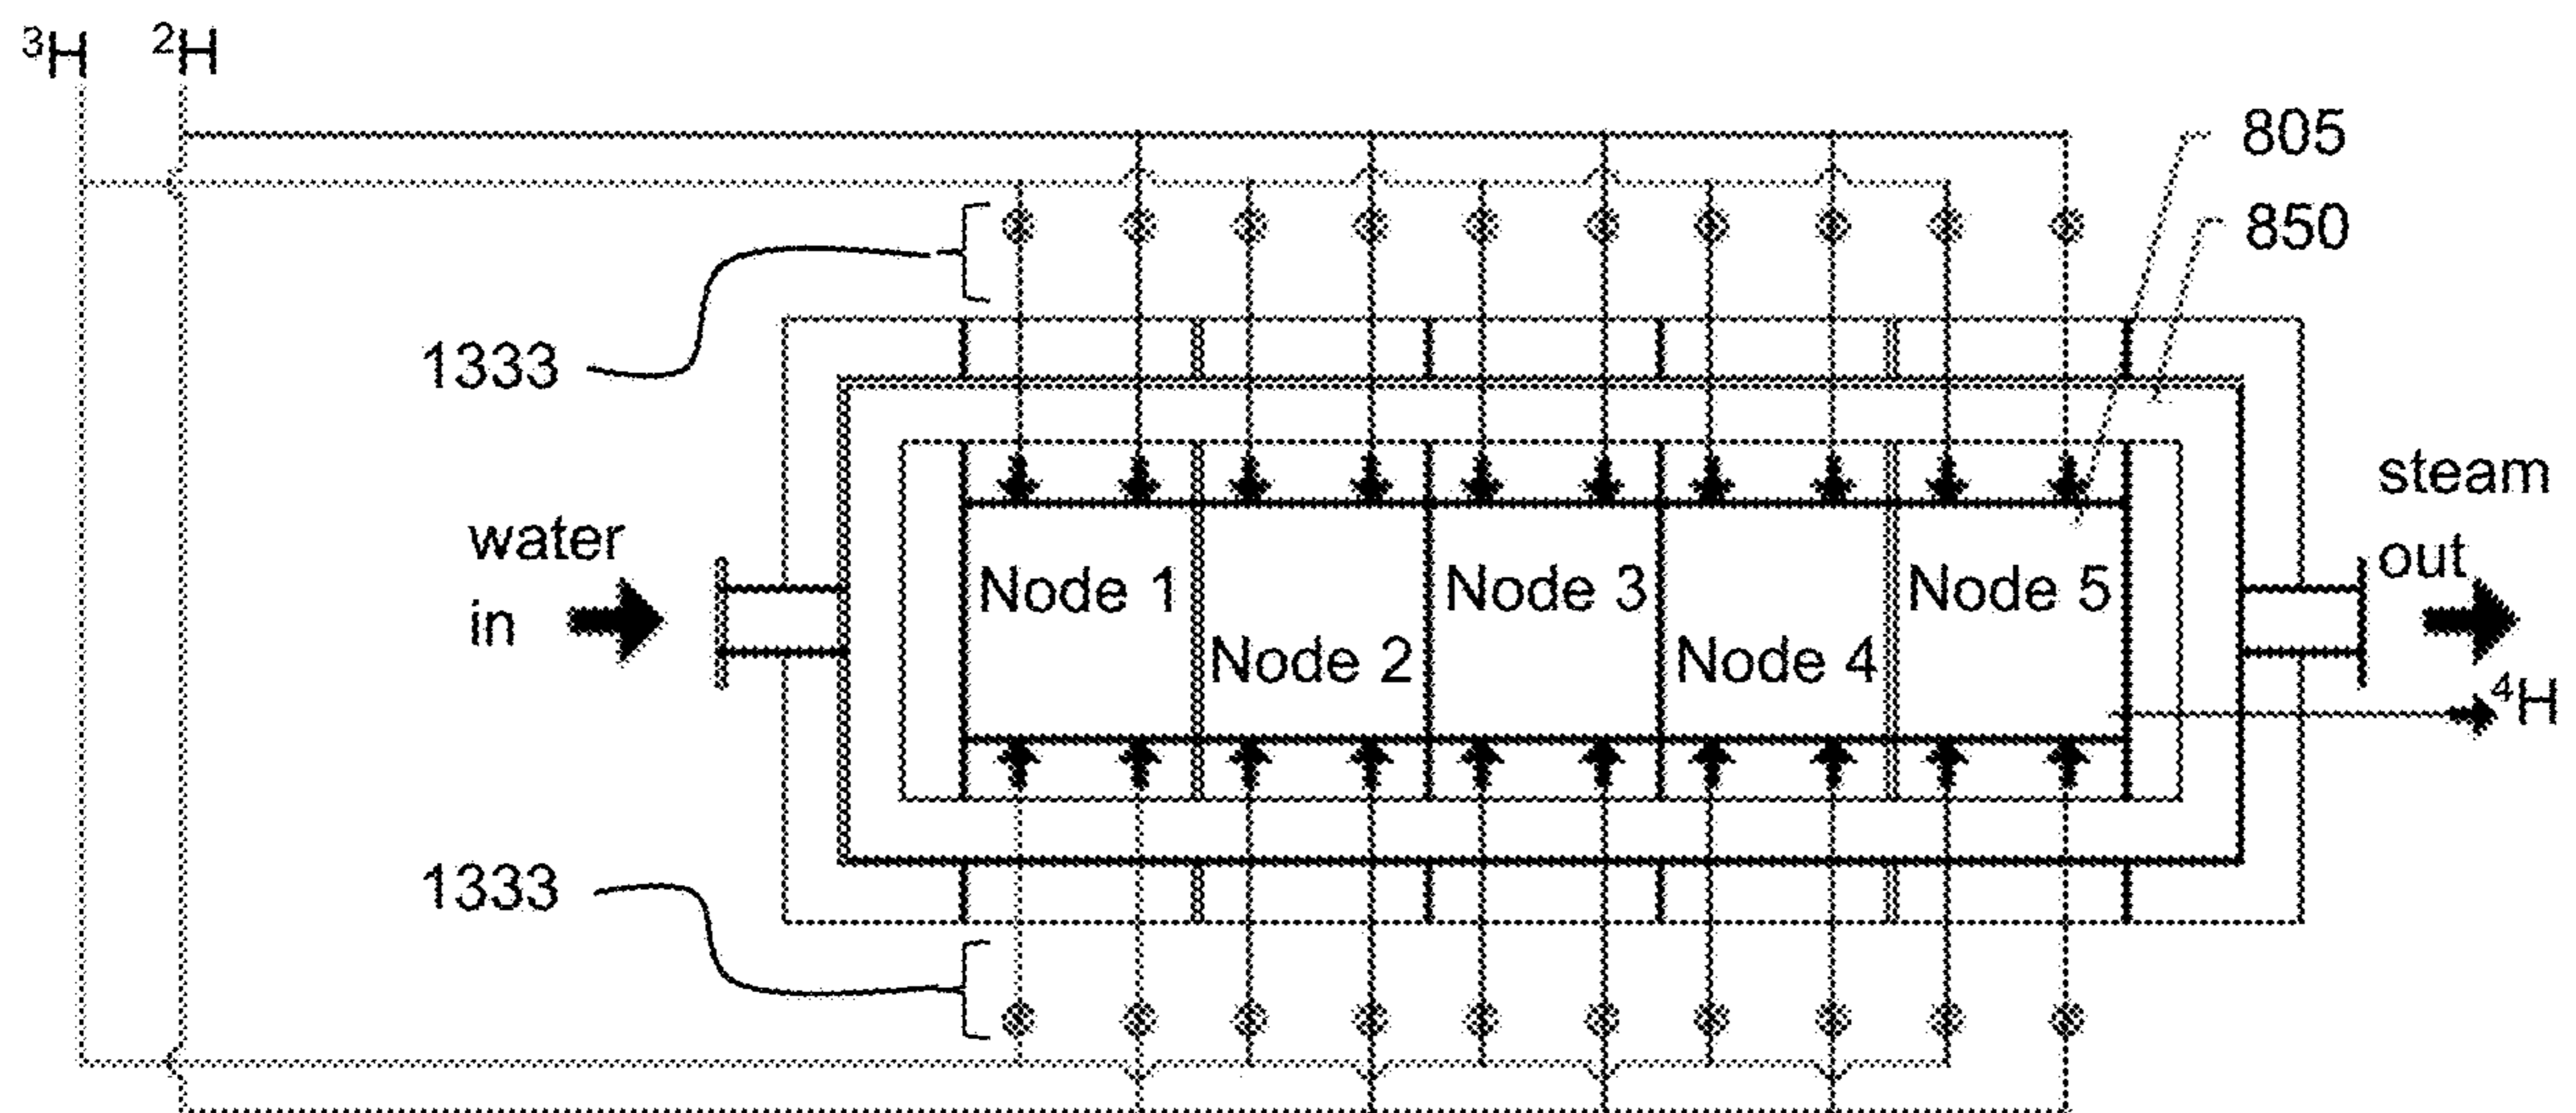 ³H ²H
805
850
1333
steam
out
water
in
Node 1
Node 2
Node 3
Node 4
Node 5
⁴H
1333